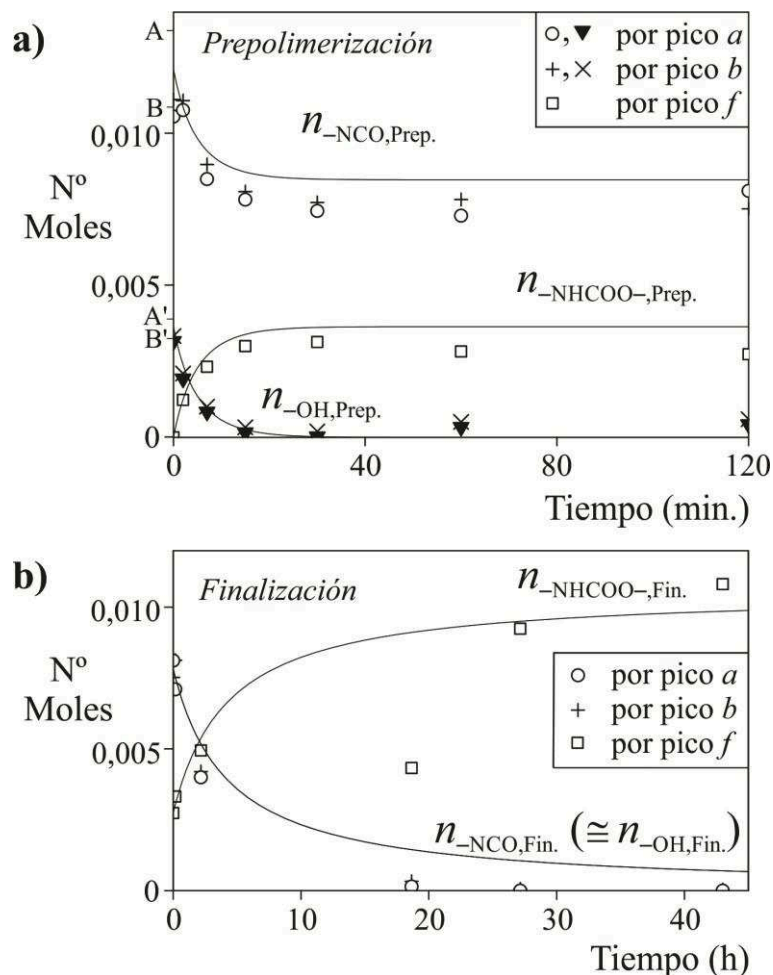 a)
A
Prepolimerización
○,▼ por pico a
+,× por pico b
□ por pico f
B
0,010
n–NCO,Prep.
Nº
Moles
0,005
n–NHCOO–,Prep.
A'
B'
n–OH,Prep.
0
0
40
80
120
Tiempo (min.)
b)
Finalización
n–NHCOO–,Fin.
0,010
Nº
Moles
○ por pico a
+ por pico b
□ por pico f
0,005
n–NCO,Fin. (≅ n–OH,Fin.)
0
0
10
20
30
40
Tiempo (h)